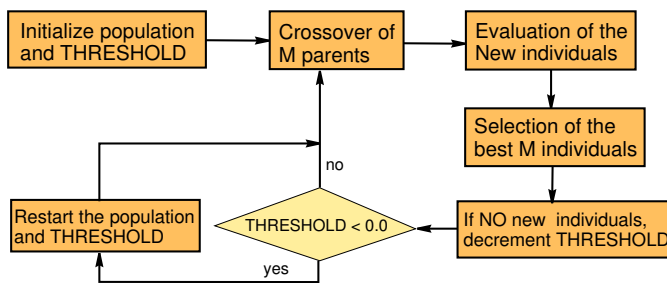 Initialize population
and THRESHOLD
Crossover of
M parents
Evaluation of the
New individuals
Selection of the
best M individuals
If NO new individuals,
decrement THRESHOLD
THRESHOLD < 0.0
no
yes
Restart the population
and THRESHOLD